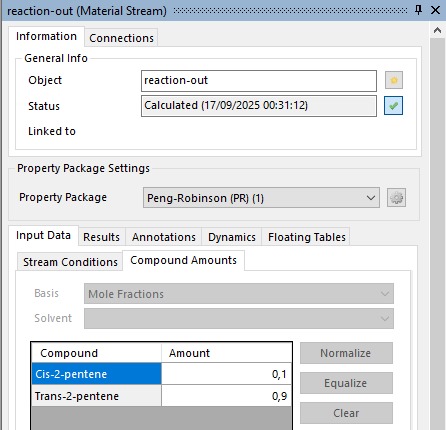 reaction-out (Material Stream)
Information Connections
General Info
Object reaction-out
Status Calculated (17/09/2025 00:31:12)
Linked to
Property Package Settings
Property Package Peng-Robinson (PR) (1)
Input Data Results Annotations Dynamics Floating Tables
Stream Conditions Compound Amounts
Basis Mole Fractions
Solvent
Compound Amount Normalize
Cis-2-pentene 0,1 Equalize
Trans-2-pentene 0,9
Clear